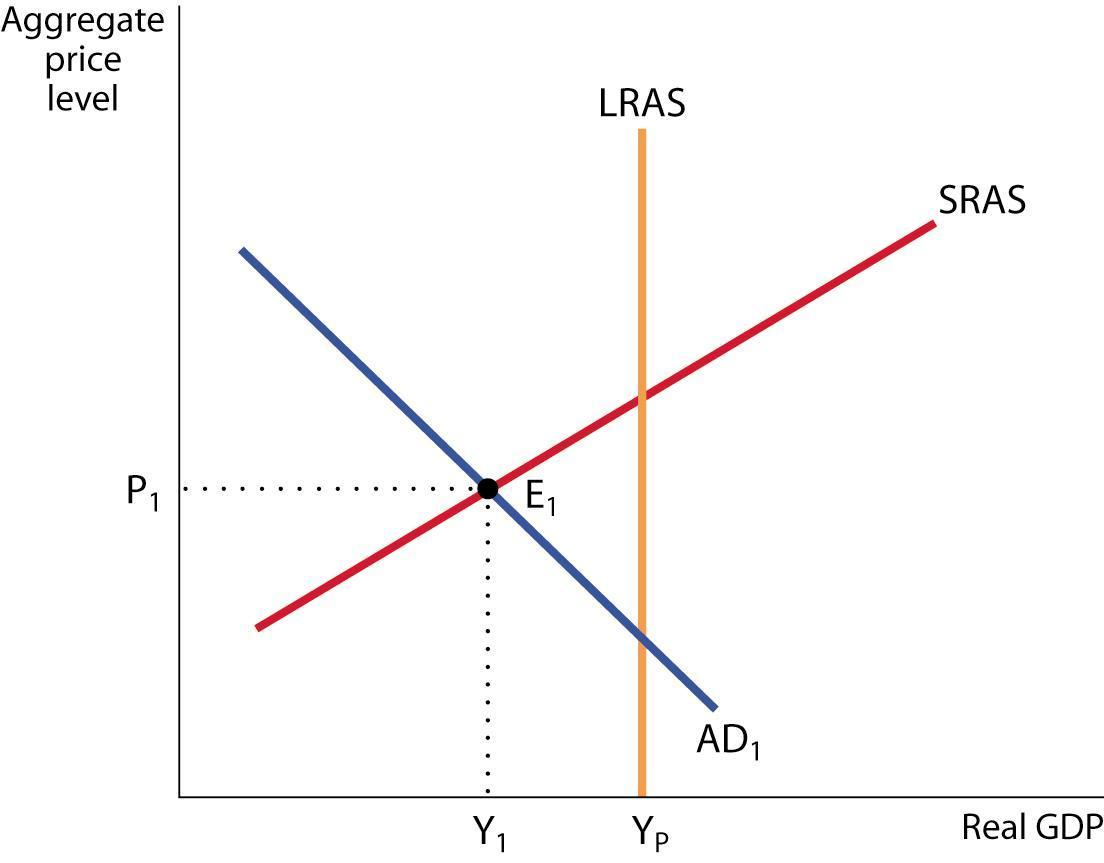 Aggregate
price
level
LRAS
SRAS
P₁
E₁
AD₁
Y₁
Yₚ
Real GDP